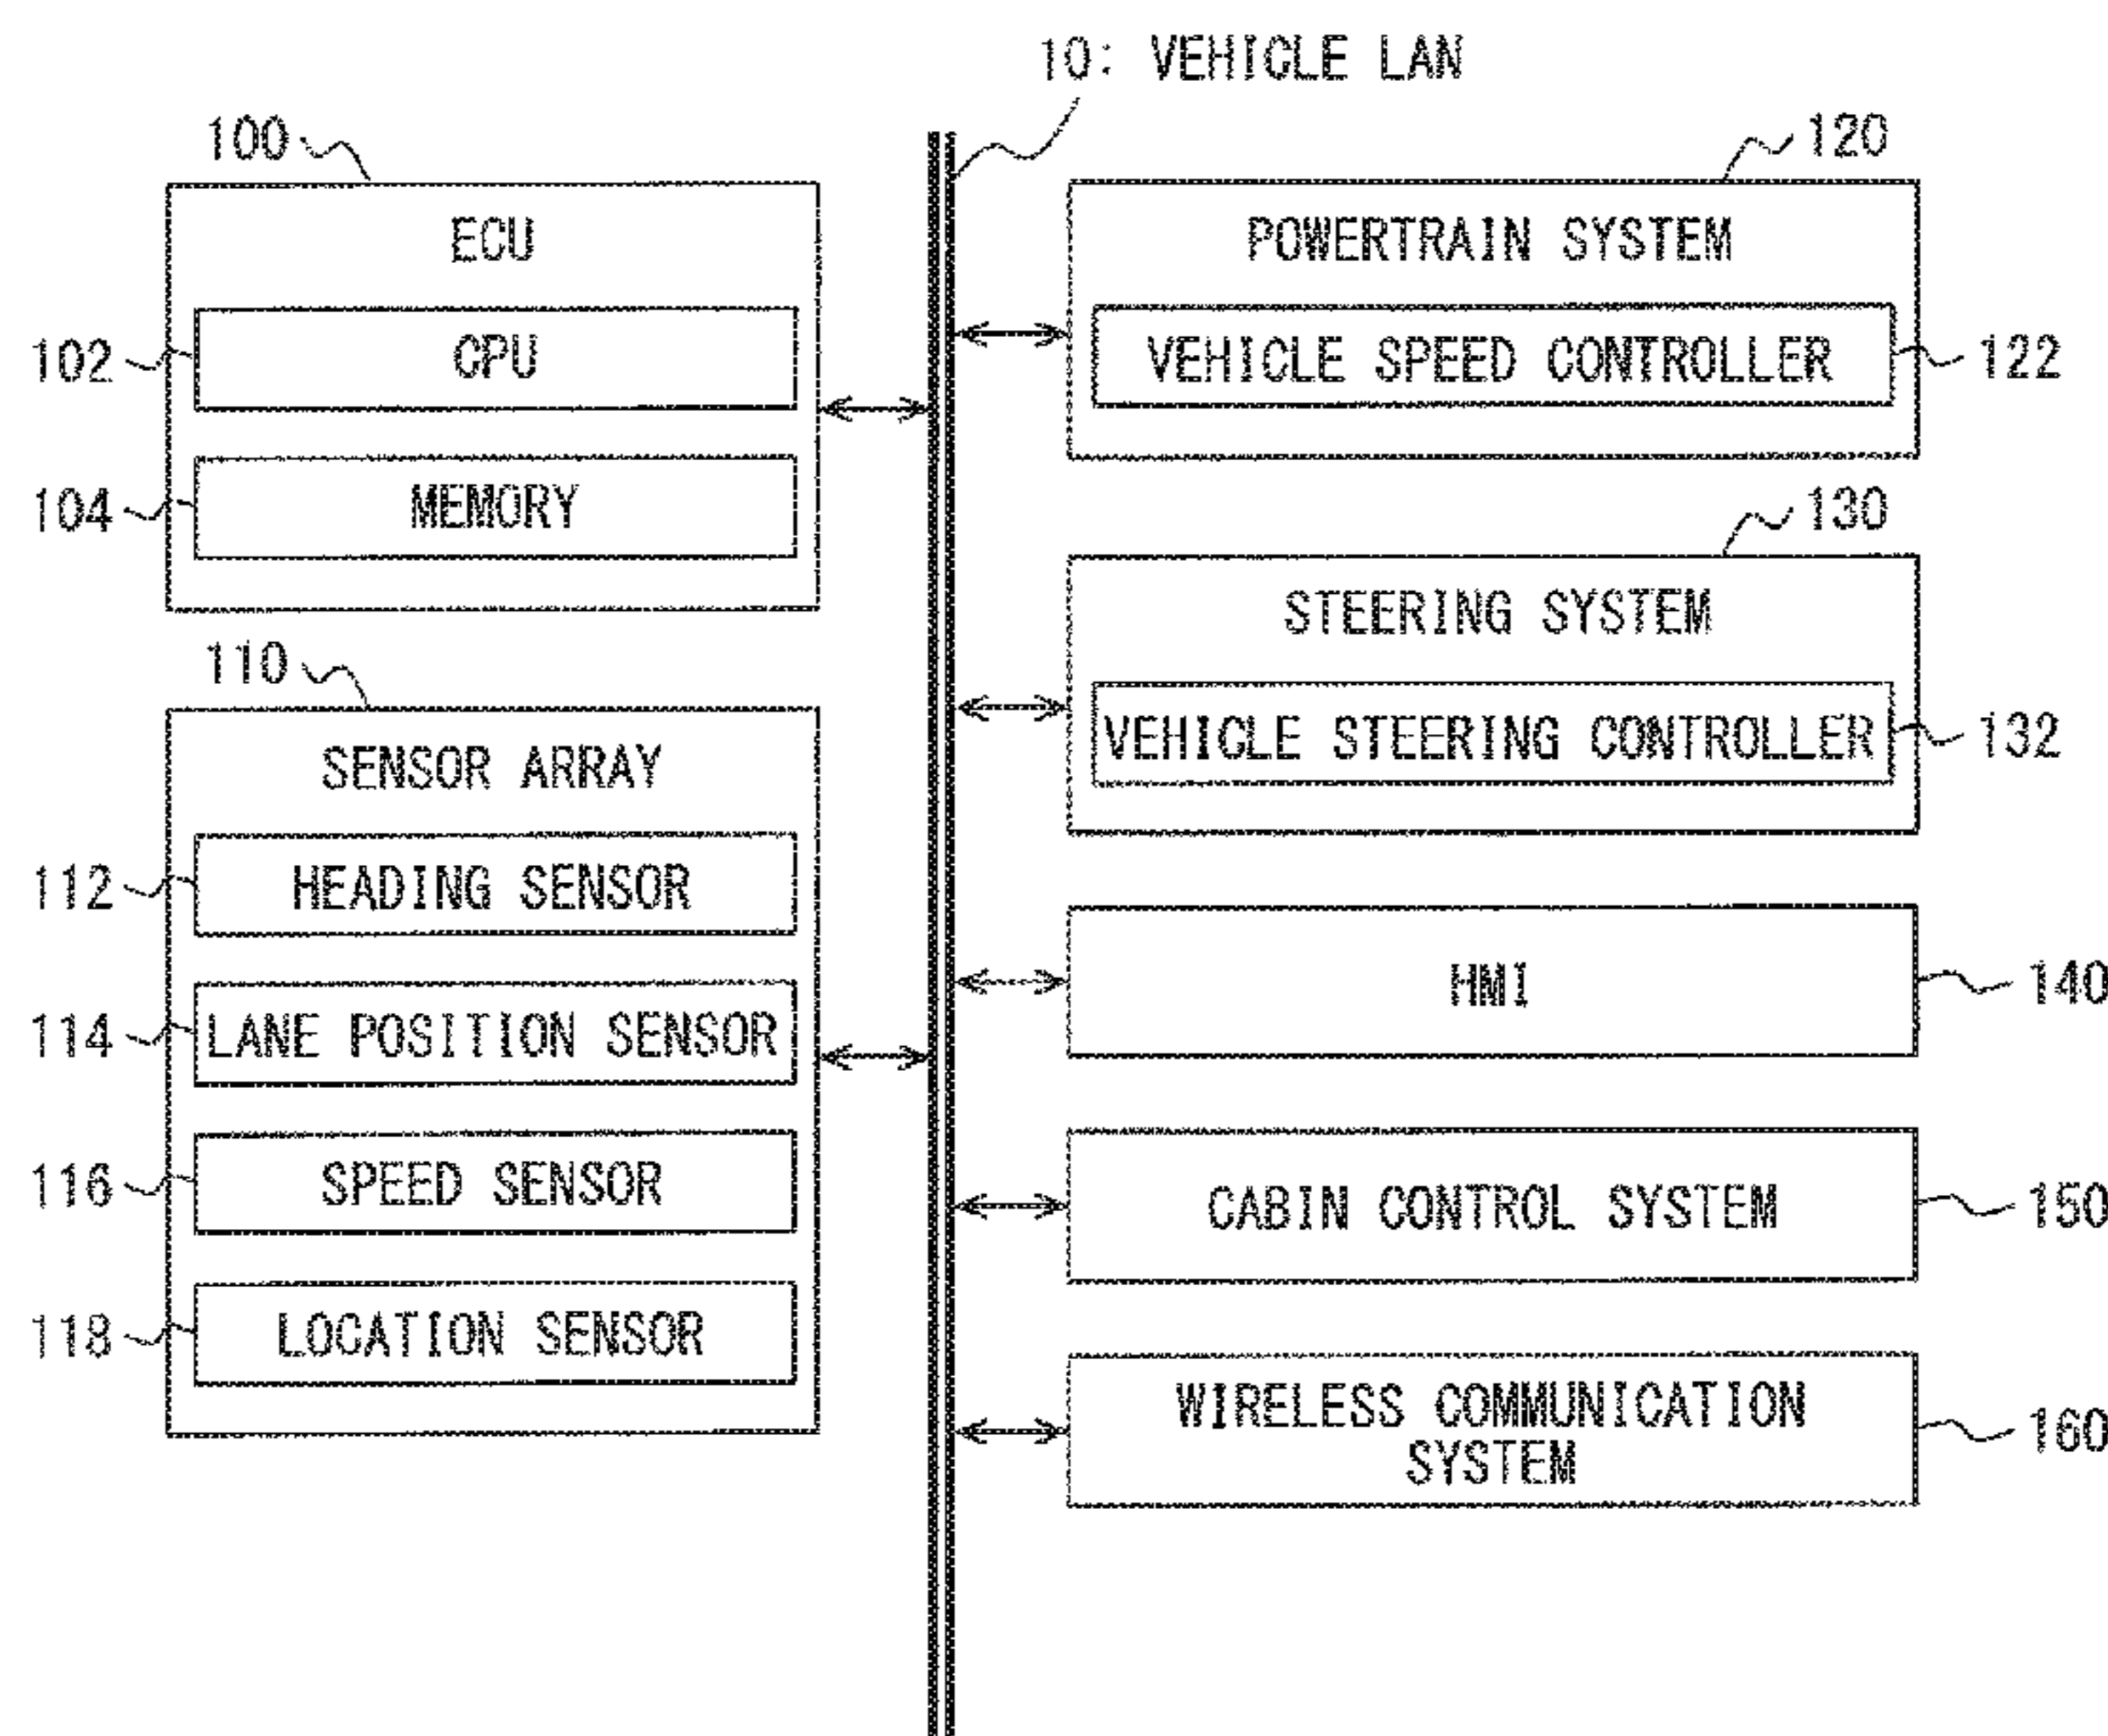 10: VEHICLE LAN
100
ECU
102
CPU
104
MEMORY
110
SENSOR ARRAY
112
HEADING SENSOR
114
LANE POSITION SENSOR
116
SPEED SENSOR
118
LOCATION SENSOR
120
POWERTRAIN SYSTEM
VEHICLE SPEED CONTROLLER
122
130
STEERING SYSTEM
VEHICLE STEERING CONTROLLER
132
HMI
140
CABIN CONTROL SYSTEM
150
WIRELESS COMMUNICATION
SYSTEM
160